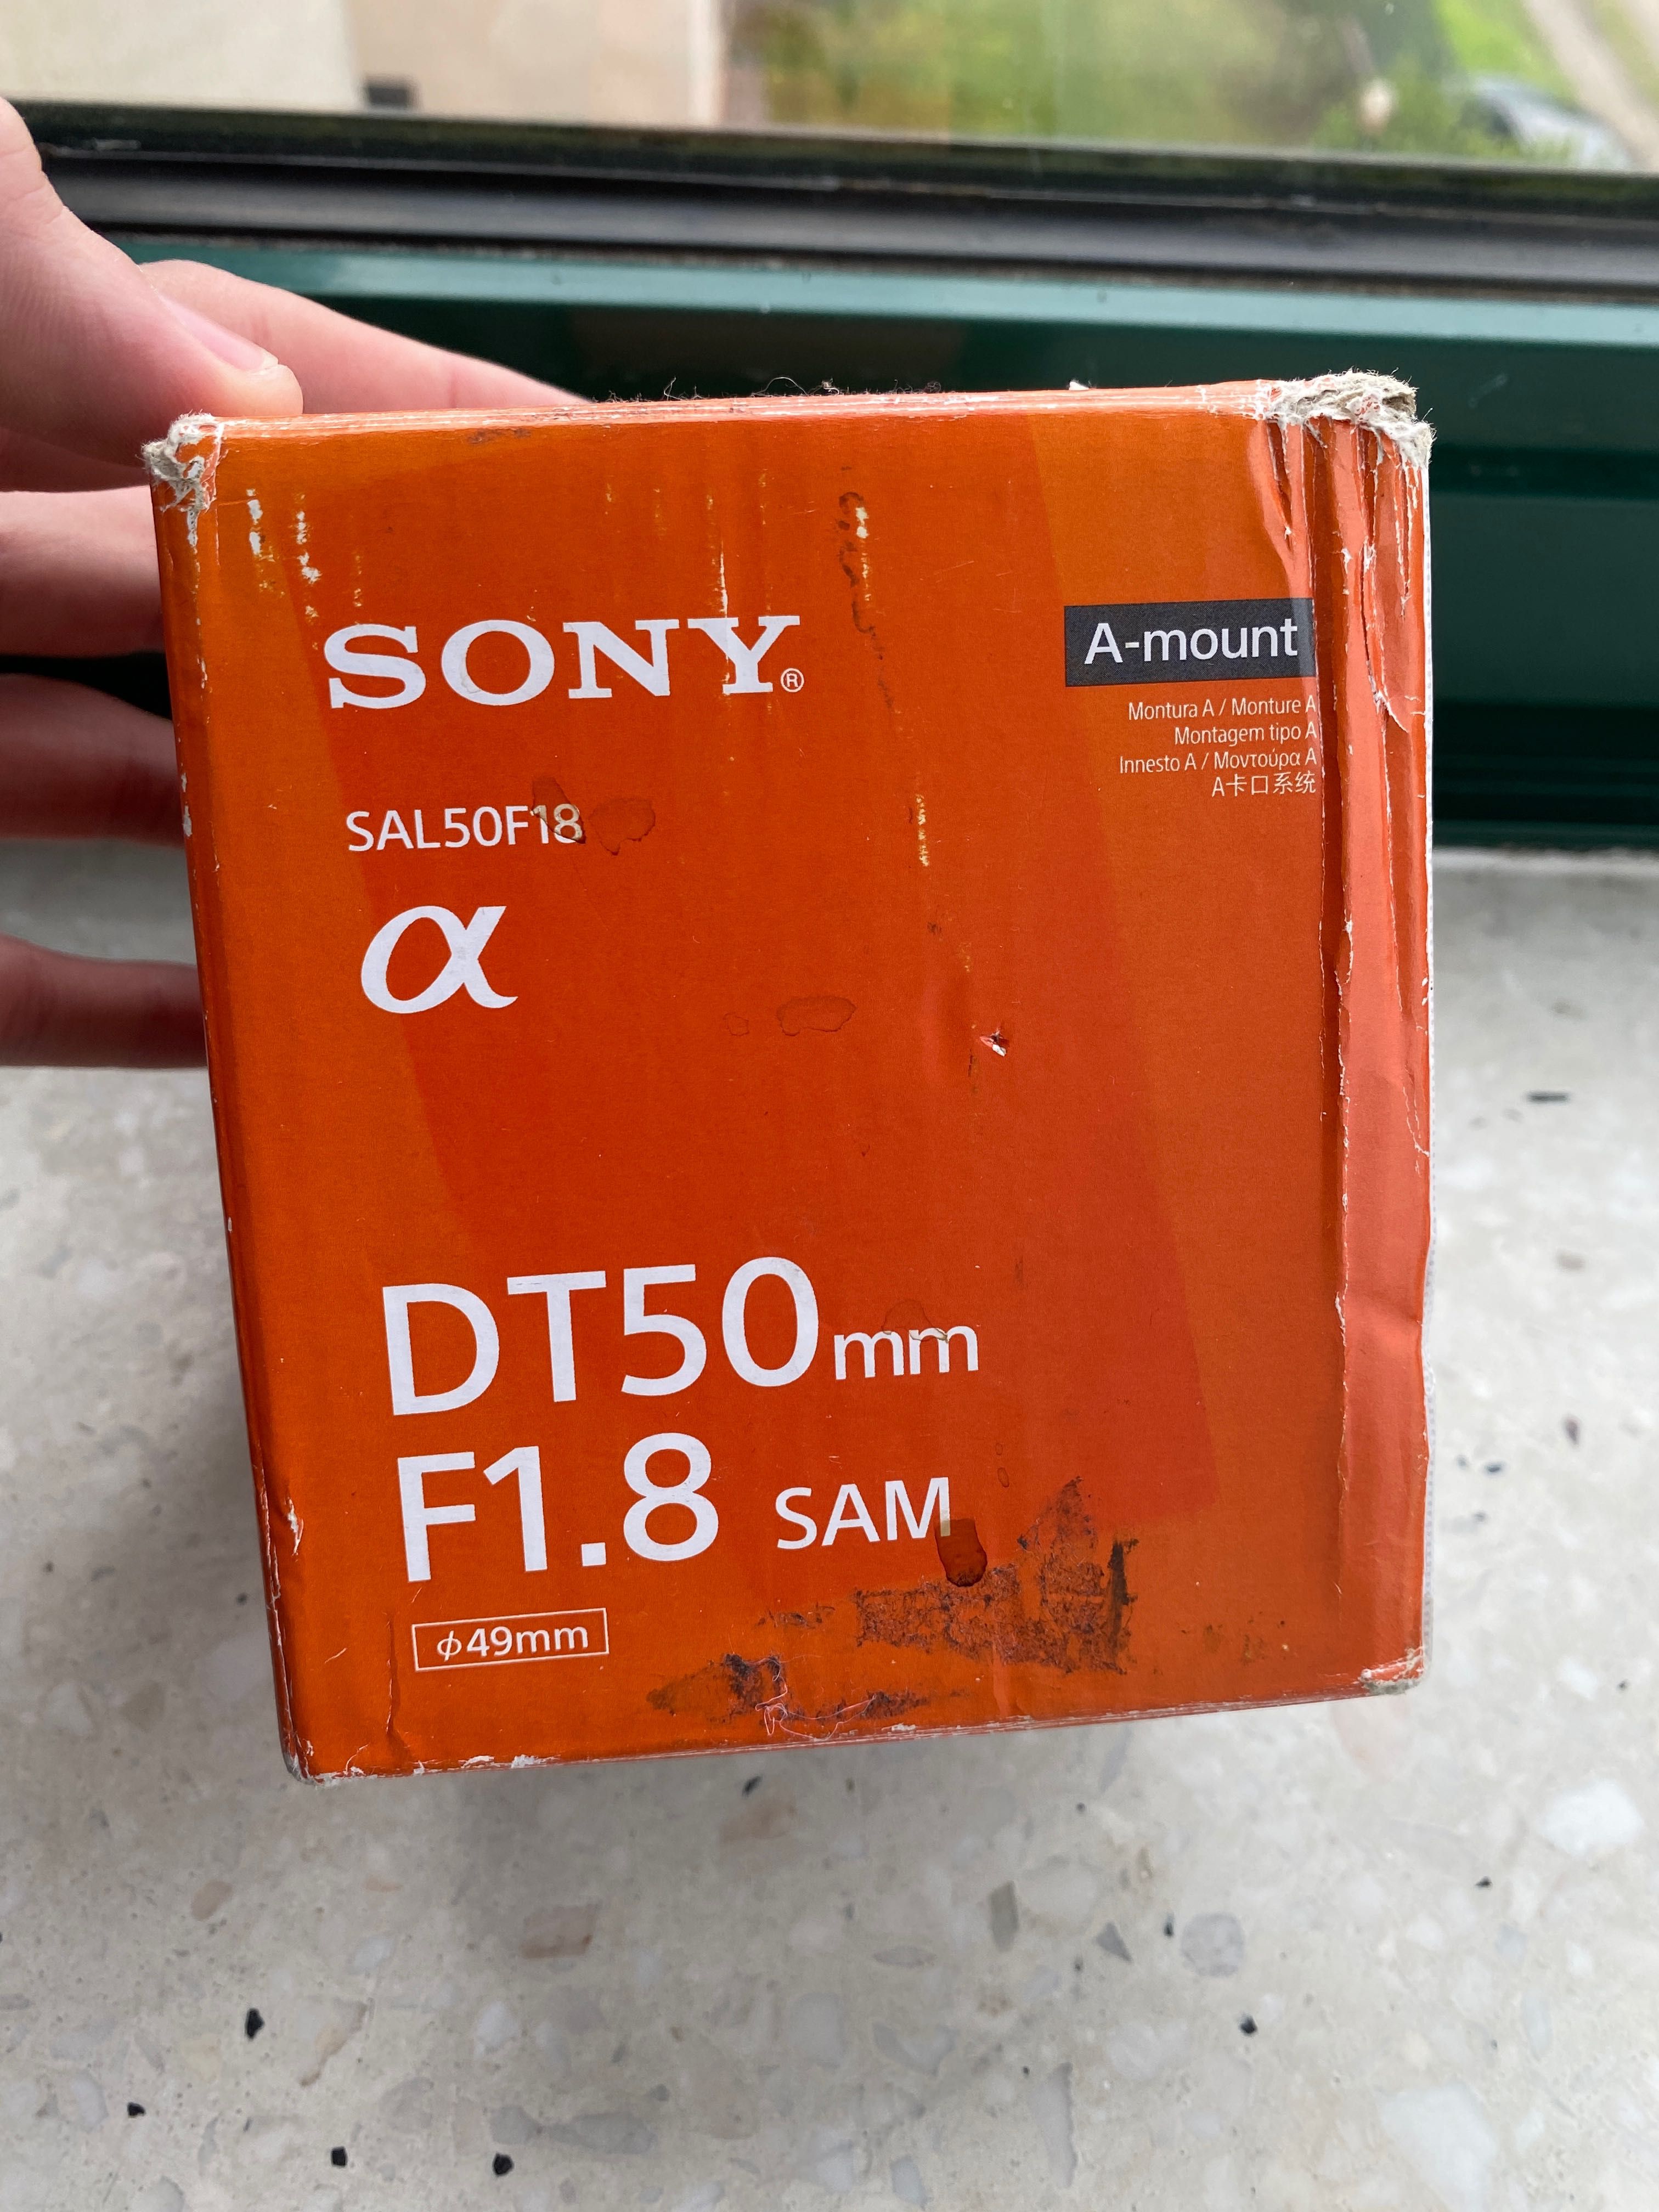 SONY®
A-mount
Montura A / Monture A
Montagem tipo A
Innesto A / Μοντούρα A
A卡口系统
SAL50F18
α
DT50mm
F1.8 SAM
ϕ49mm